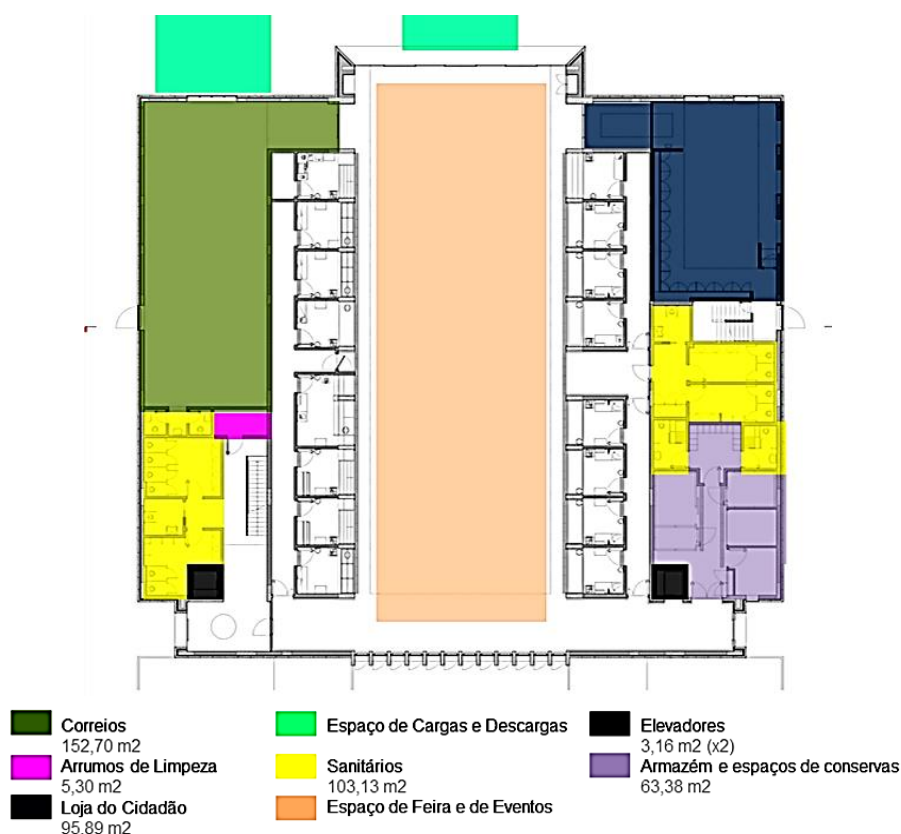 Correios
152,70 m2
Arrumos de Limpeza
5,30 m2
Loja do Cidadão
95,89 m2
Espaço de Cargas e Descargas
Sanitários
103,13 m2
Espaço de Feira e de Eventos
Elevadores
3,16 m2 (x2)
Armazém e espaços de conservas
63,38 m2